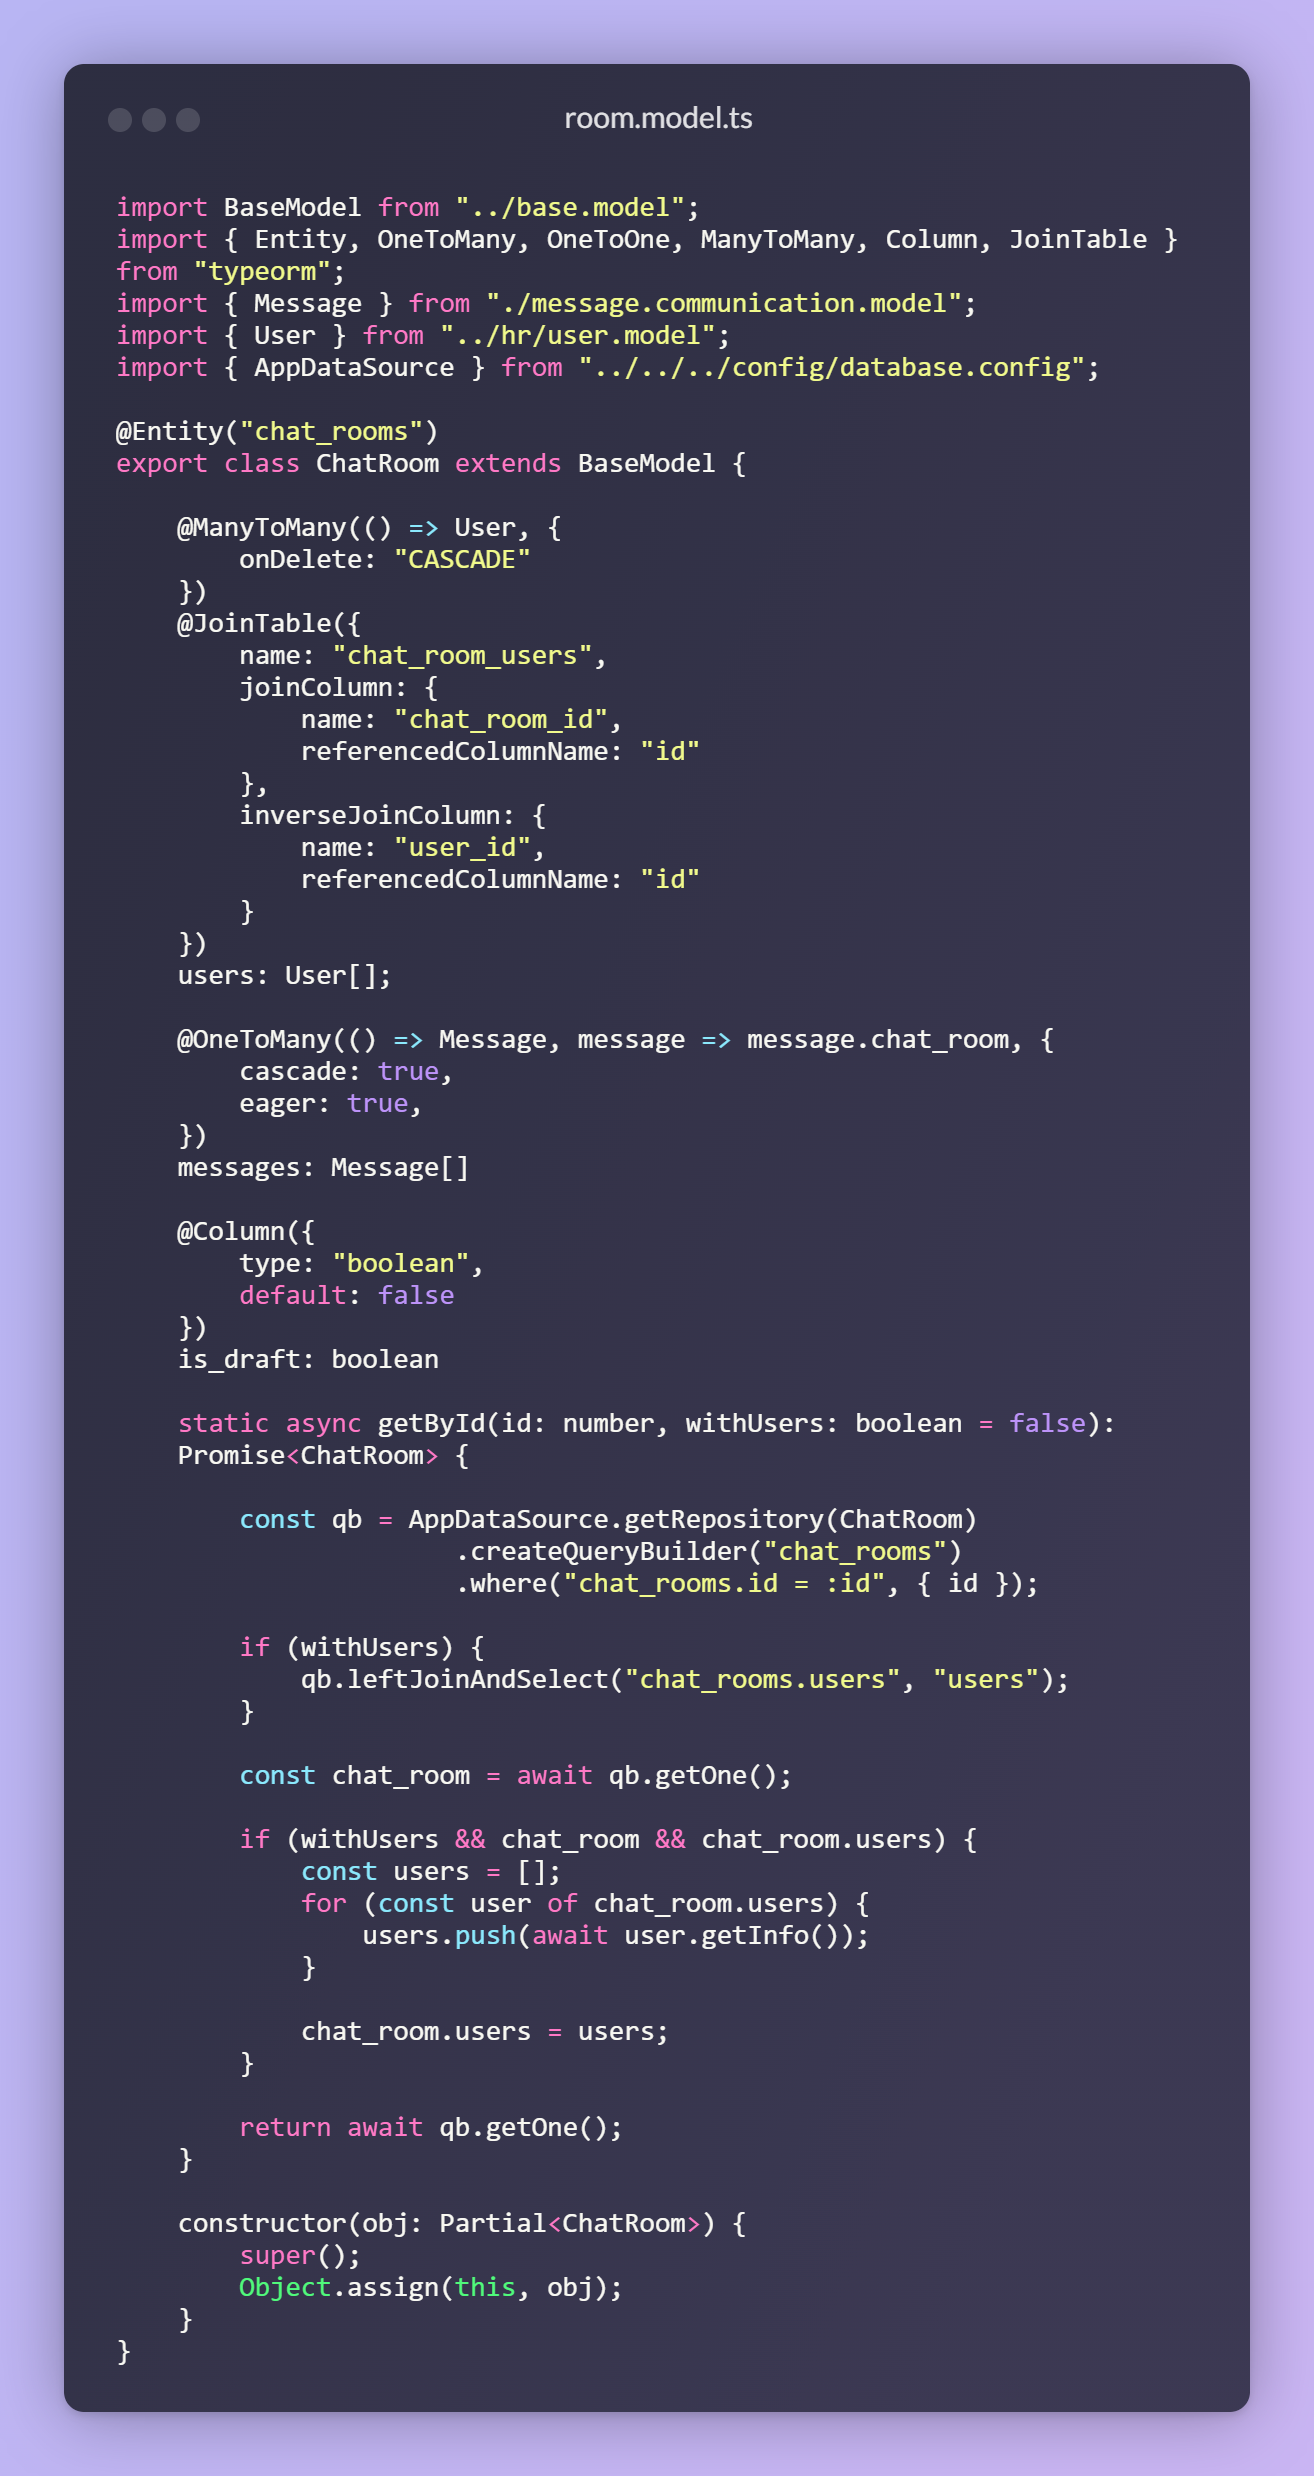 room.model.ts
import BaseModel from "../base.model";
import { Entity, OneToMany, OneToOne, ManyToMany, Column, JoinTable }
from "typeorm";
import { Message } from "./message.communication.model";
import { User } from "../hr/user.model";
import { AppDataSource } from "../../../config/database.config";

@Entity("chat_rooms")
export class ChatRoom extends BaseModel {

    @ManyToMany(() => User, {
        onDelete: "CASCADE"
    })
    @JoinTable({
        name: "chat_room_users",
        joinColumn: {
            name: "chat_room_id",
            referencedColumnName: "id"
        },
        inverseJoinColumn: {
            name: "user_id",
            referencedColumnName: "id"
        }
    })
    users: User[];

    @OneToMany(() => Message, message => message.chat_room, {
        cascade: true,
        eager: true,
    })
    messages: Message[]

    @Column({
        type: "boolean",
        default: false
    })
    is_draft: boolean

    static async getById(id: number, withUsers: boolean = false):
    Promise<ChatRoom> {

        const qb = AppDataSource.getRepository(ChatRoom)
                      .createQueryBuilder("chat_rooms")
                      .where("chat_rooms.id = :id", { id });

        if (withUsers) {
            qb.leftJoinAndSelect("chat_rooms.users", "users");
        }

        const chat_room = await qb.getOne();

        if (withUsers && chat_room && chat_room.users) {
            const users = [];
            for (const user of chat_room.users) {
                users.push(await user.getInfo());
            }

            chat_room.users = users;
        }

        return await qb.getOne();
    }

    constructor(obj: Partial<ChatRoom>) {
        super();
        Object.assign(this, obj);
    }
}